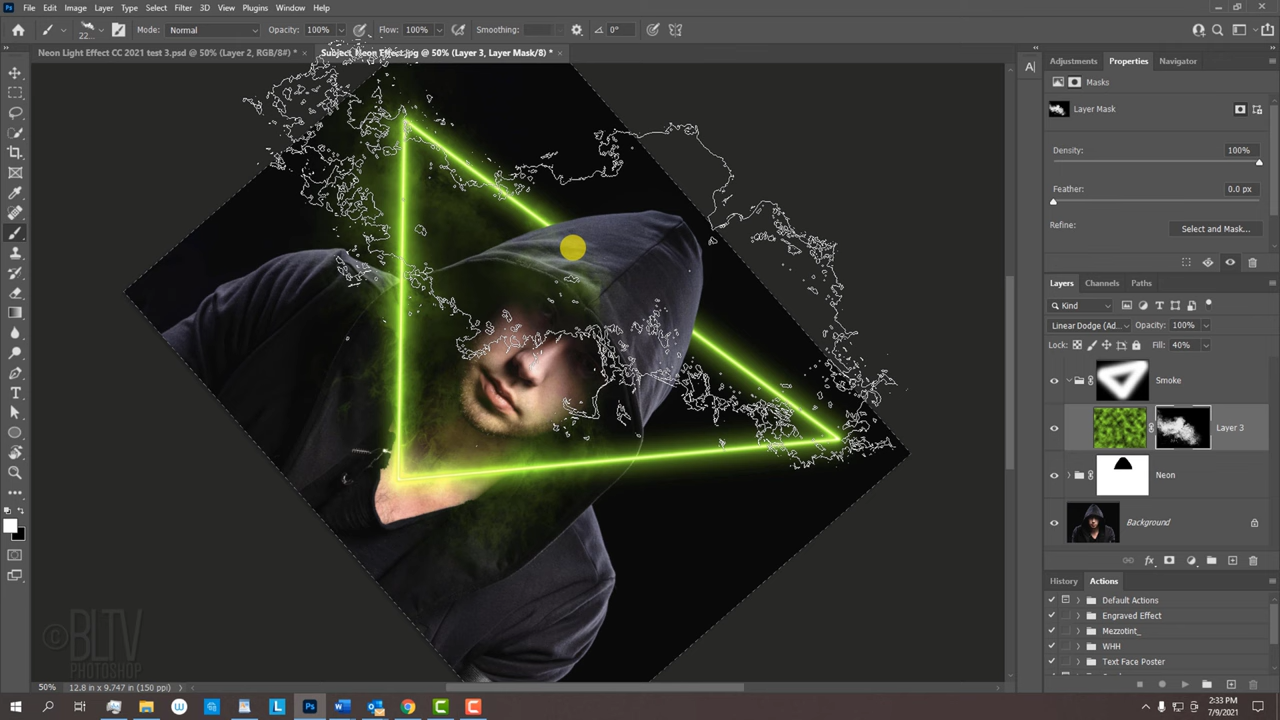 Ps File Edit Image Layer Type Select Filter 3D View Plugins Window Help
22... Mode: Normal Opacity: 100% Flow: 100% Smoothing: 0°
Neon Light Effect CC 2021 test 3.psd @ 50% (Layer 2, RGB/8#) * × Subject_Neon Effect.jpg @ 50% (Layer 3, Layer Mask/8) * ×
A|
Adjustments Properties Navigator
Masks
Layer Mask
Density: 100%
Feather: 0.0 px
Refine: Select and Mask...
Layers Channels Paths
Kind
Linear Dodge (Ad... Opacity: 100%
Lock: Fill: 40%
Smoke
Layer 3
Neon
Background
fx
History Actions
Default Actions
Engraved Effect
Mezzotint_
WHH
Text Face Poster
© BLTV
PHOTOSHOP
50% 12.8 in x 9.747 in (150 ppi)
2:33 PM
7/9/2021